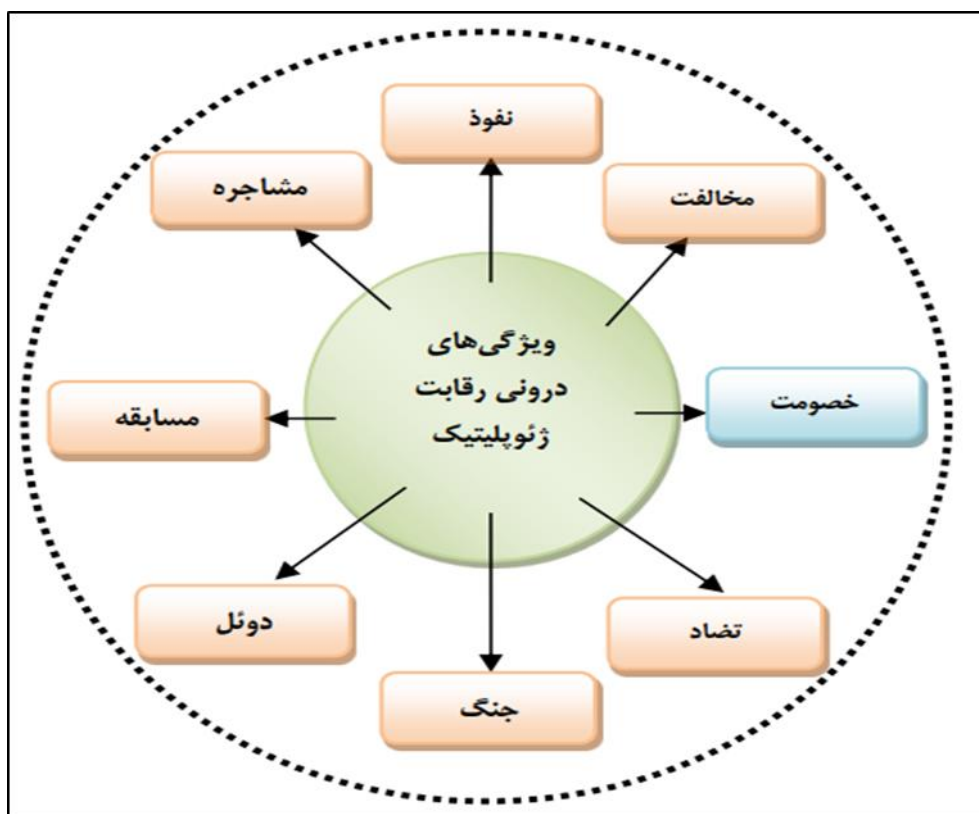 نفوذ
مخالفت
مشاجره
ویژگی‌های
درونی رقابت
ژئوپلیتیک
خصومت
مسابقه
تضاد
دوئل
جنگ